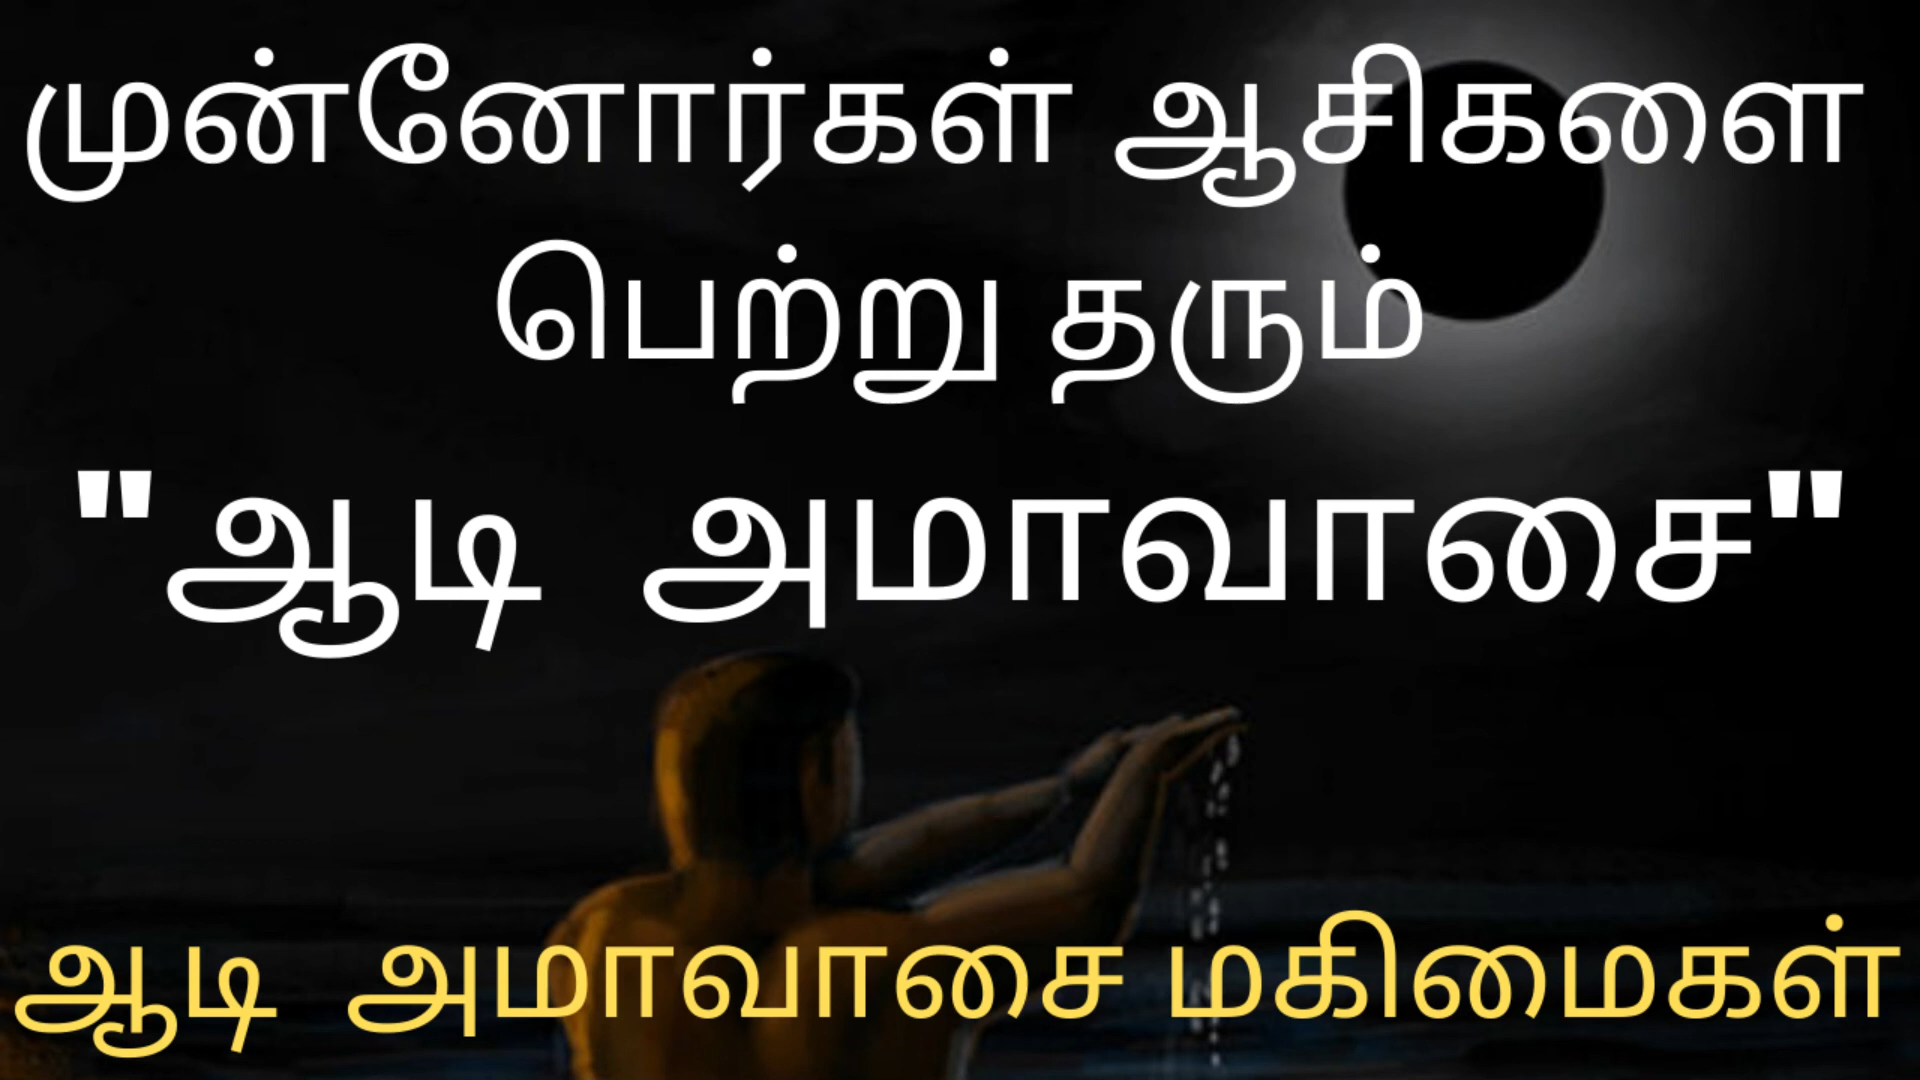 முன்னோர்கள் ஆசிகளை
பெற்று தரும்
"ஆடி அமாவாசை"
ஆடி அமாவாசை மகிமைகள்